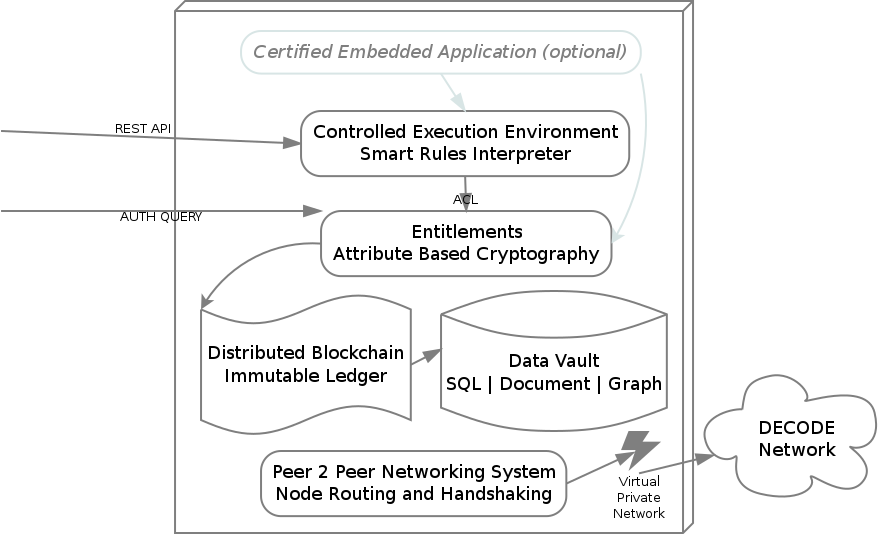 Certified Embedded Application (optional)
Controlled Execution Environment
Smart Rules Interpreter
REST API
ACL
AUTH QUERY
Entitlements
Attribute Based Cryptography
Distributed Blockchain
Immutable Ledger
Data Vault
SQL | Document | Graph
DECODE
Network
Peer 2 Peer Networking System
Node Routing and Handshaking
Virtual
Private
Network